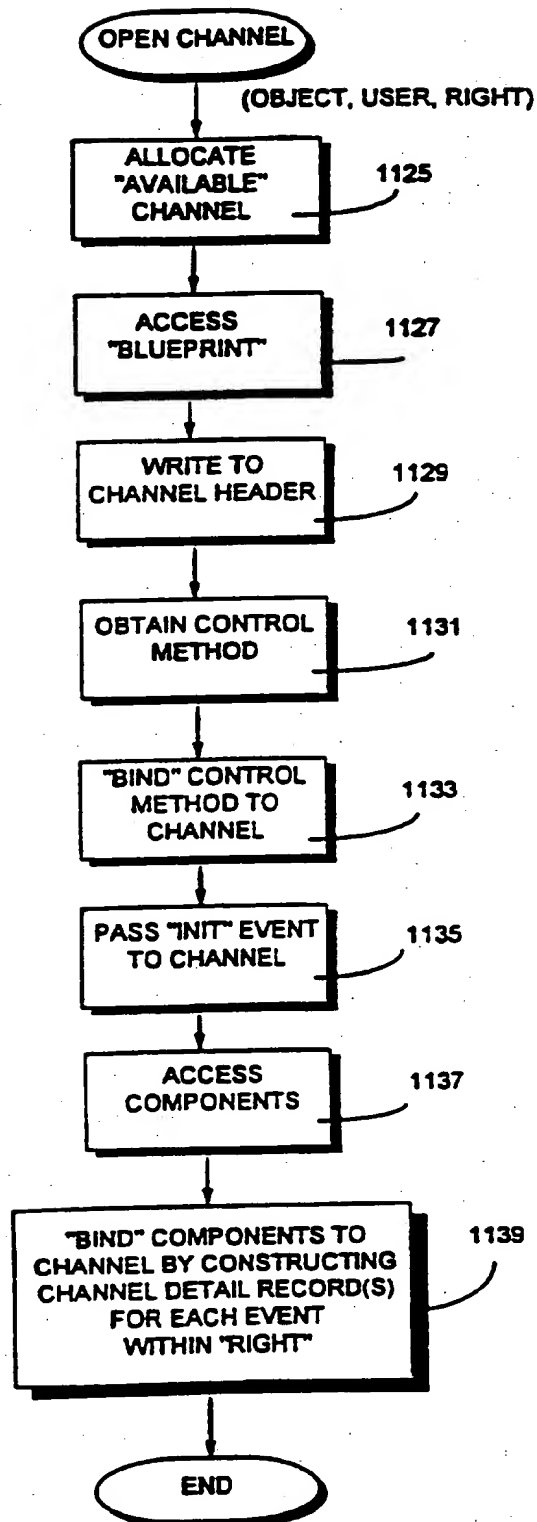 OPEN CHANNEL
(OBJECT, USER, RIGHT)
ALLOCATE
"AVAILABLE"
CHANNEL
1125
ACCESS
"BLUEPRINT"
1127
WRITE TO
CHANNEL HEADER
1129
OBTAIN CONTROL
METHOD
1131
"BIND" CONTROL
METHOD TO
CHANNEL
1133
PASS "INIT" EVENT
TO CHANNEL
1135
ACCESS
COMPONENTS
1137
"BIND" COMPONENTS TO
CHANNEL BY CONSTRUCTING
CHANNEL DETAIL RECORD(S)
FOR EACH EVENT
WITHIN "RIGHT"
1139
END